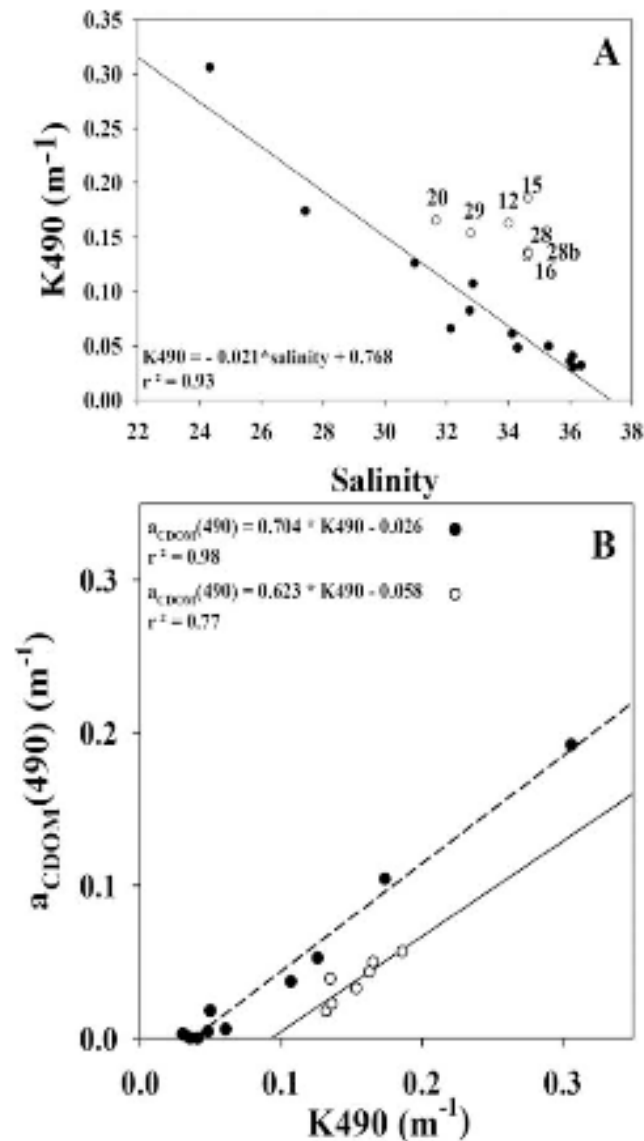 A
0.35
0.30
0.25
0.20
0.15
0.10
0.05
0.00
K490 (m⁻¹)
20
29
12
15
28
28b
16
K490 = - 0.021*salinity + 0.768
r ² = 0.93
22 24 26 28 30 32 34 36 38
Salinity
B
a_CDOM(490) = 0.704 * K490 - 0.026
r ² = 0.98
a_CDOM(490) = 0.623 * K490 - 0.058
r ² = 0.77
0.3
0.2
0.1
0.0
a_CDOM(490) (m⁻¹)
0.0 0.1 0.2 0.3
K490 (m⁻¹)